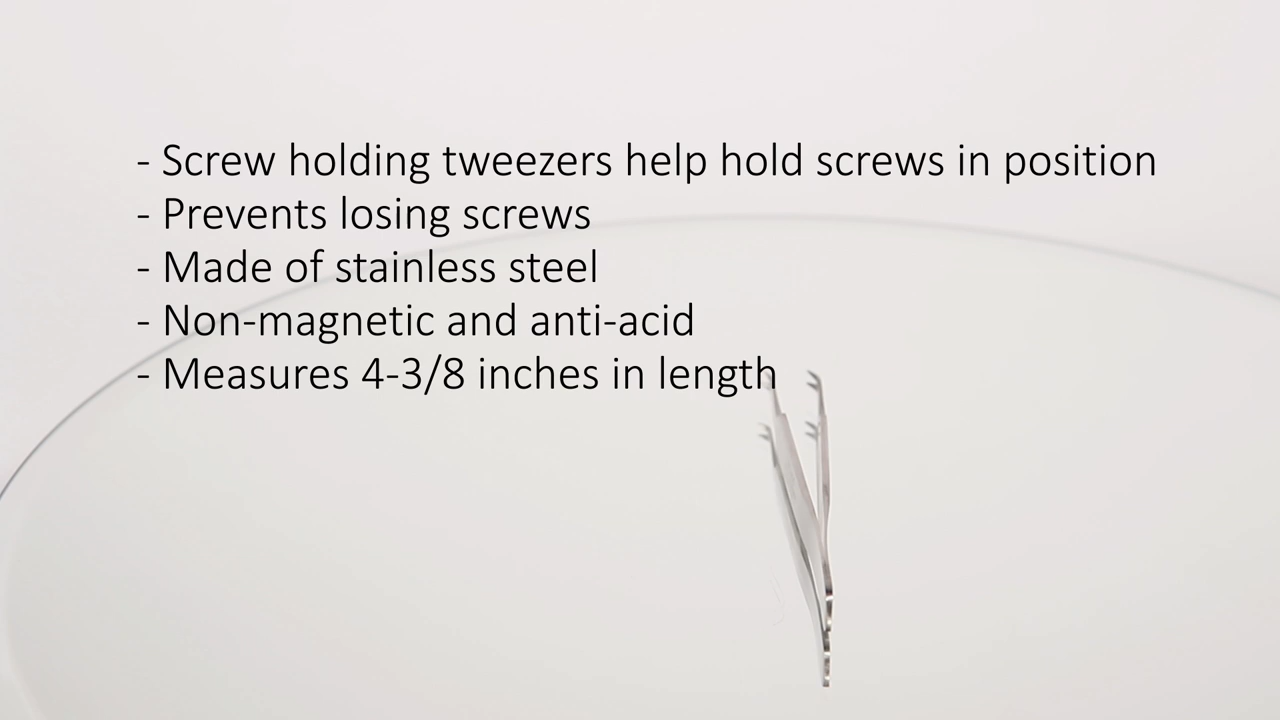 - Screw holding tweezers help hold screws in position
- Prevents losing screws
- Made of stainless steel
- Non-magnetic and anti-acid
- Measures 4-3/8 inches in length